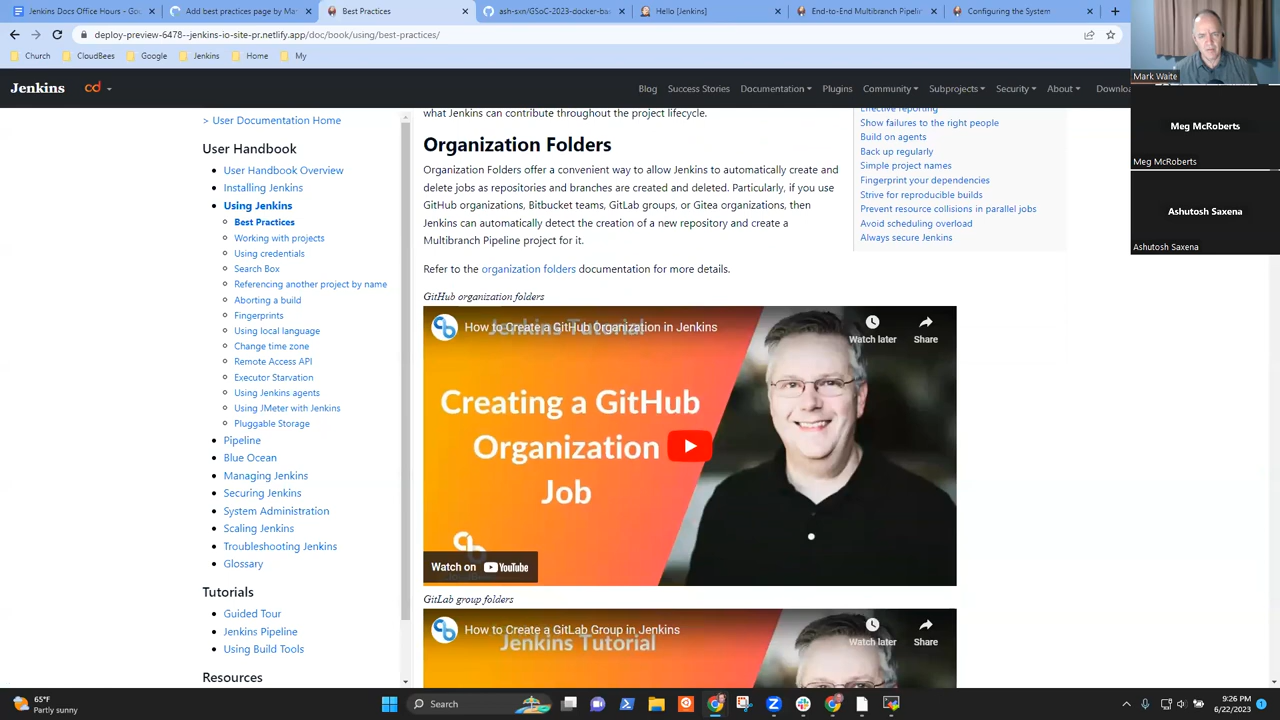 Jenkins Docs Office Hours - Go
Add best practices page by Ma
Best Practices
ash-sxn/GSoC-2023-docker-ba
Hello [Jenkins]
End-to-End Multibranch Pipelin
Configuring the System
deploy-preview-6478--jenkins-io-site-pr.netlify.app/doc/book/using/best-practices/
Church
CloudBees
Google
Jenkins
Home
My
Jenkins
cd
Blog
Success Stories
Documentation
Plugins
Community
Subprojects
Security
About
Downloa
> User Documentation Home
User Handbook
User Handbook Overview
Installing Jenkins
Using Jenkins
Best Practices
Working with projects
Using credentials
Search Box
Referencing another project by name
Aborting a build
Fingerprints
Using local language
Change time zone
Remote Access API
Executor Starvation
Using Jenkins agents
Using JMeter with Jenkins
Pluggable Storage
Pipeline
Blue Ocean
Managing Jenkins
Securing Jenkins
System Administration
Scaling Jenkins
Troubleshooting Jenkins
Glossary
Tutorials
Guided Tour
Jenkins Pipeline
Using Build Tools
Resources
what Jenkins can contribute throughout the project lifecycle.
Organization Folders
Organization Folders offer a convenient way to allow Jenkins to automatically create and
delete jobs as repositories and branches are created and deleted. Particularly, if you use
GitHub organizations, Bitbucket teams, GitLab groups, or Gitea organizations, then
Jenkins can automatically detect the creation of a new repository and create a
Multibranch Pipeline project for it.
Refer to the organization folders documentation for more details.
GitHub organization folders
How to Create a GitHub Organization in Jenkins
Jenkins Tutorial
Watch later
Share
Creating a GitHub
Organization
Job
Watch on YouTube
GitLab group folders
How to Create a GitLab Group in Jenkins
Jenkins Tutorial
Watch later
Share
Effective reporting
Show failures to the right people
Build on agents
Back up regularly
Simple project names
Fingerprint your dependencies
Strive for reproducible builds
Prevent resource collisions in parallel jobs
Avoid scheduling overload
Always secure Jenkins
Mark Waite
Meg McRoberts
Meg McRoberts
Ashutosh Saxena
Ashutosh Saxena
65°F
Partly sunny
Search
9:26 PM
6/22/2023
1